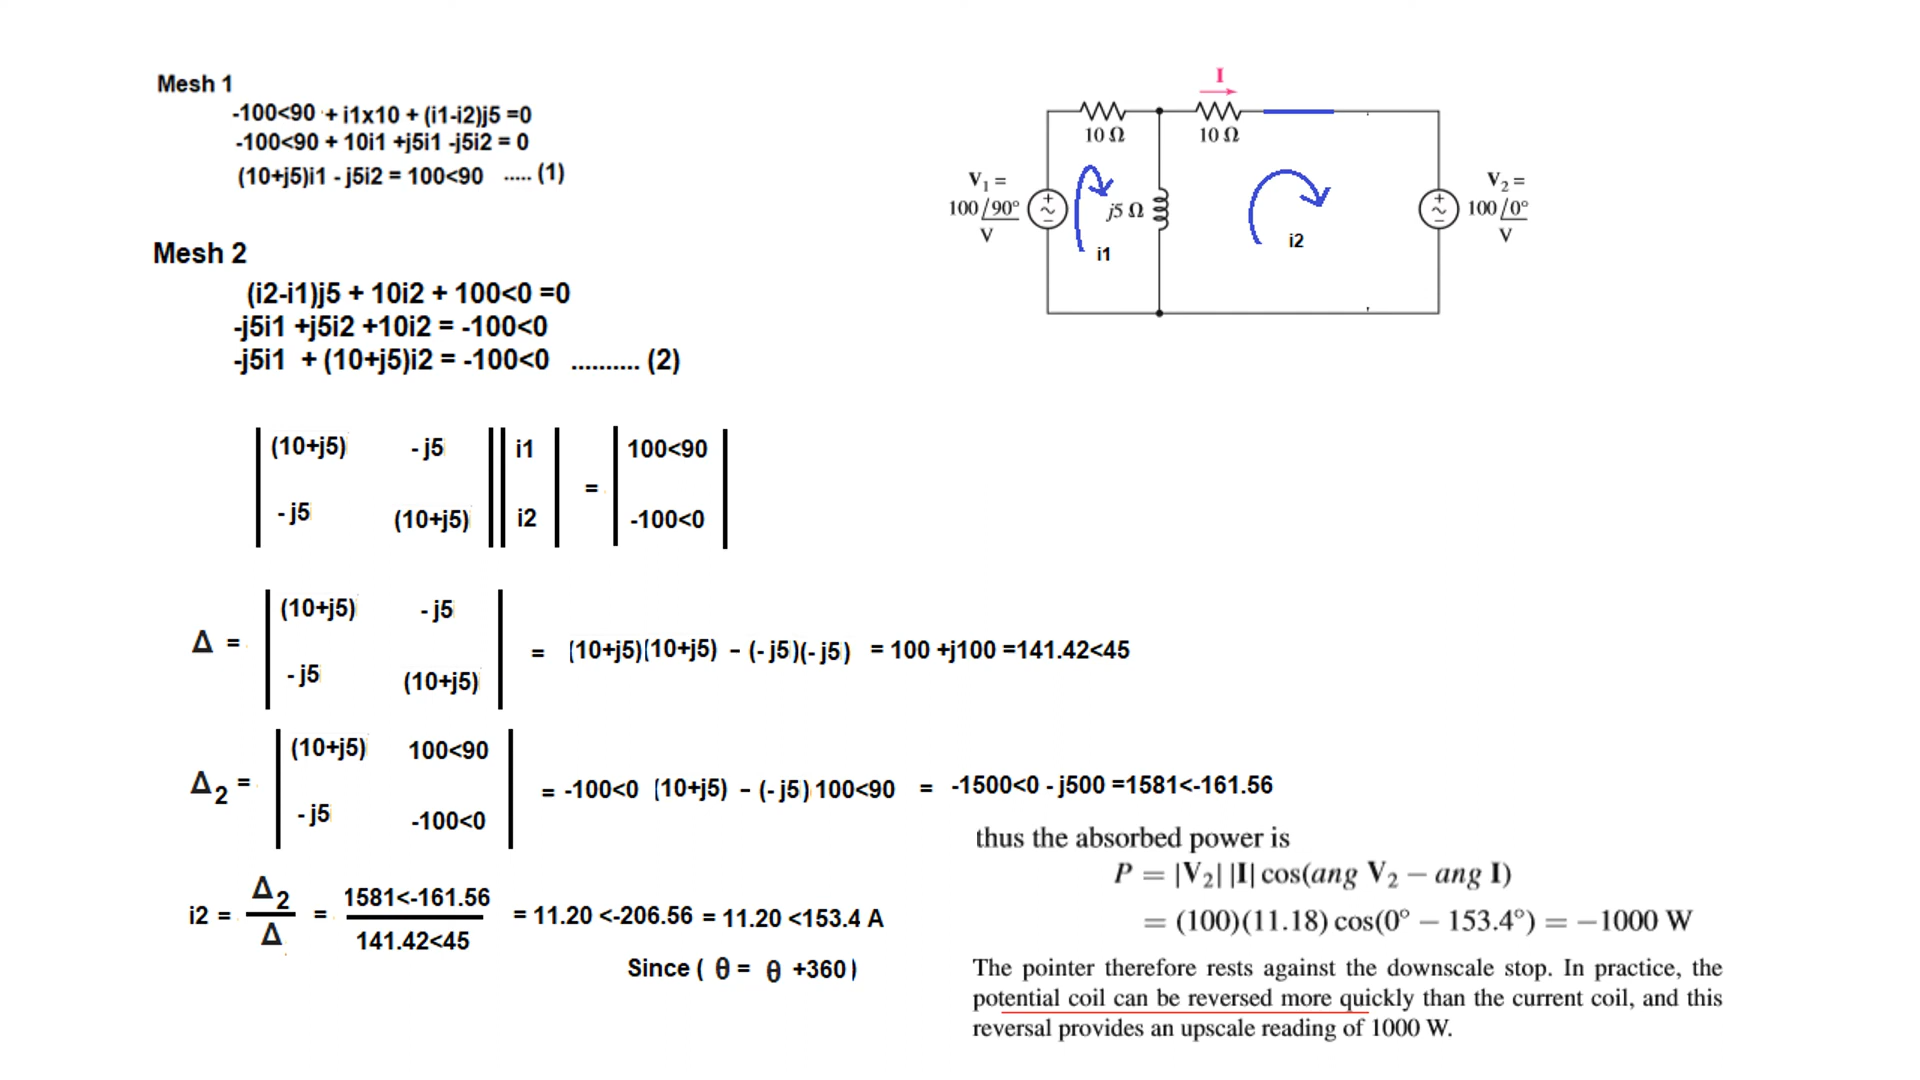 Mesh 1
-100<90 + i1x10 + (i1-i2)j5 =0
-100<90 + 10i1 +j5i1 -j5i2 = 0
(10+j5)i1 - j5i2 = 100<90 ..... (1)
Mesh 2
(i2-i1)j5 + 10i2 + 100<0 =0
-j5i1 +j5i2 +10i2 = -100<0
-j5i1 + (10+j5)i2 = -100<0 .......... (2)
I
10 Ω 10 Ω
V1 =
100 /90°
V
j5 Ω
i1
i2
V2 =
100 /0°
V
(10+j5) - j5 i1 100<90
=
- j5 (10+j5) i2 -100<0
(10+j5) - j5
Δ = = (10+j5)(10+j5) - (- j5)(- j5) = 100 +j100 =141.42<45
- j5 (10+j5)
(10+j5) 100<90
Δ2 = = -100<0 (10+j5) - (- j5) 100<90 = -1500<0 - j500 =1581<-161.56
- j5 -100<0
i2 = Δ2 / Δ = 1581<-161.56 / 141.42<45 = 11.20 <-206.56 = 11.20 <153.4 A
Since ( θ = θ +360)
thus the absorbed power is
P = |V2| |I| cos(ang V2 − ang I)
= (100)(11.18) cos(0° − 153.4°) = −1000 W
The pointer therefore rests against the downscale stop. In practice, the
potential coil can be reversed more quickly than the current coil, and this
reversal provides an upscale reading of 1000 W.